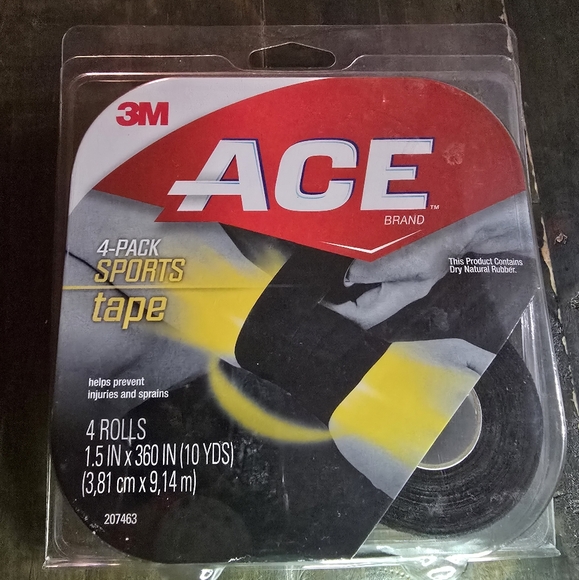 3M
ACE™
BRAND
4-PACK
SPORTS
tape
This Product Contains
Dry Natural Rubber.
helps prevent
injuries and sprains
4 ROLLS
1.5 IN x 360 IN (10 YDS)
(3,81 cm x 9,14 m)
207463